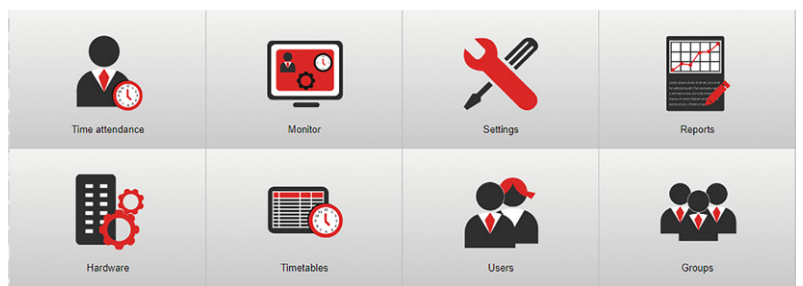 Time attendance
Monitor
Settings
Reports
Hardware
Timetables
Users
Groups